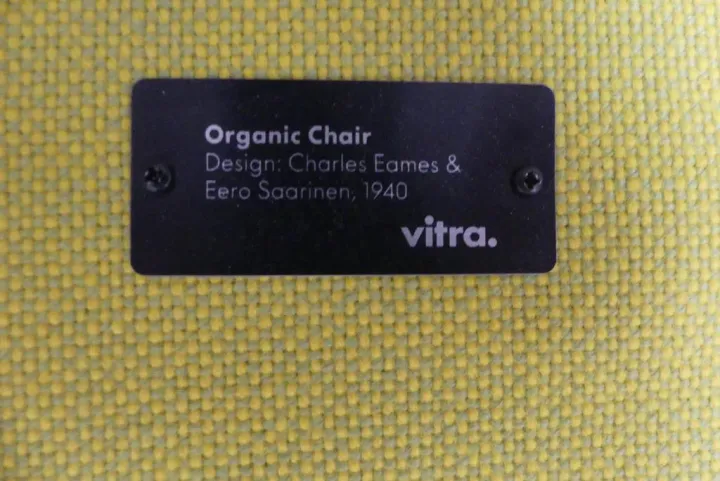 Organic Chair
Design: Charles Eames &
Eero Saarinen, 1940
vitra.